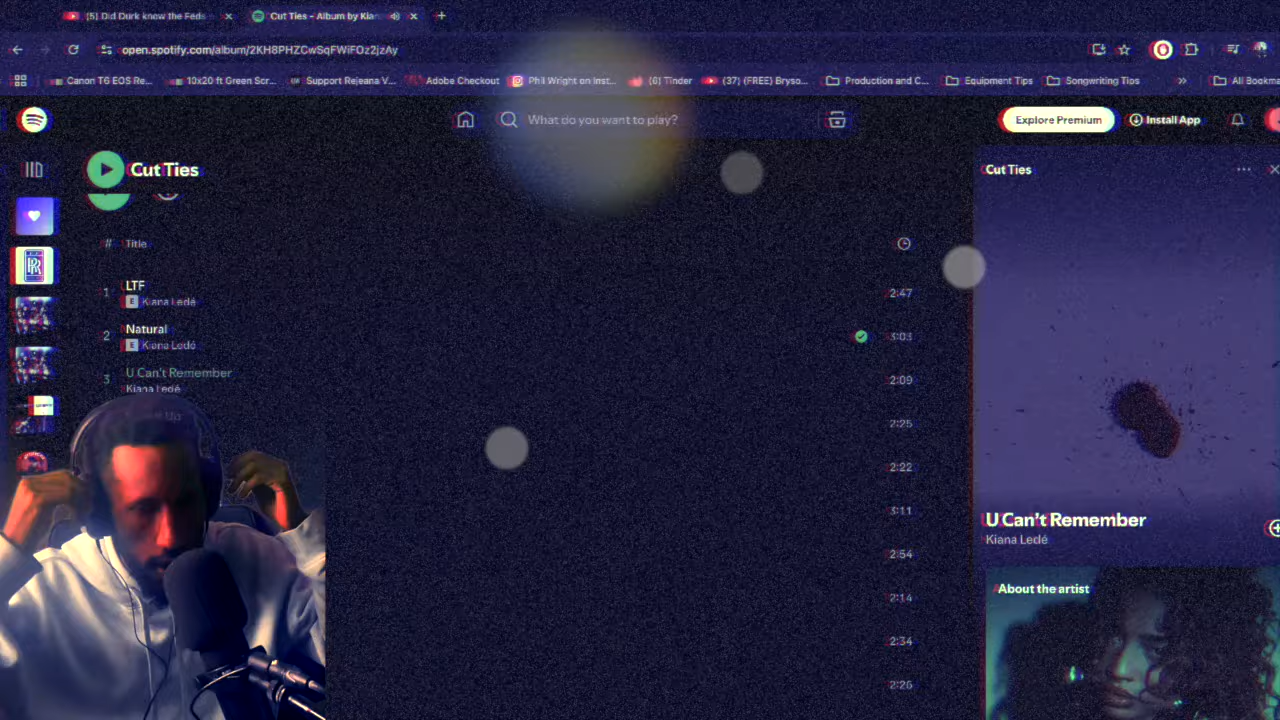 (5) Did Durk know the Feds
Cut Ties - Album by Kian
open.spotify.com/album/2KH8PHZCwSqFWiFOz2jzAy
Canon T6 EOS Re... 10x20 ft Green Scr... Support Rejeana V... Adobe Checkout Phil Wright on Inst... (6) Tinder (37) (FREE) Bryso... Production and C... Equipment Tips Songwriting Tips » All Bookma
What do you want to play?
Explore Premium
Install App
Cut Ties
# Title
1 LTF 2:47
E Kiana Ledé
2 Natural 3:03
E Kiana Ledé
3 U Can't Remember 2:09
Kiana Ledé
2:25
2:22
3:11
2:54
2:14
2:34
2:26
Cut Ties
U Can't Remember
Kiana Ledé
About the artist